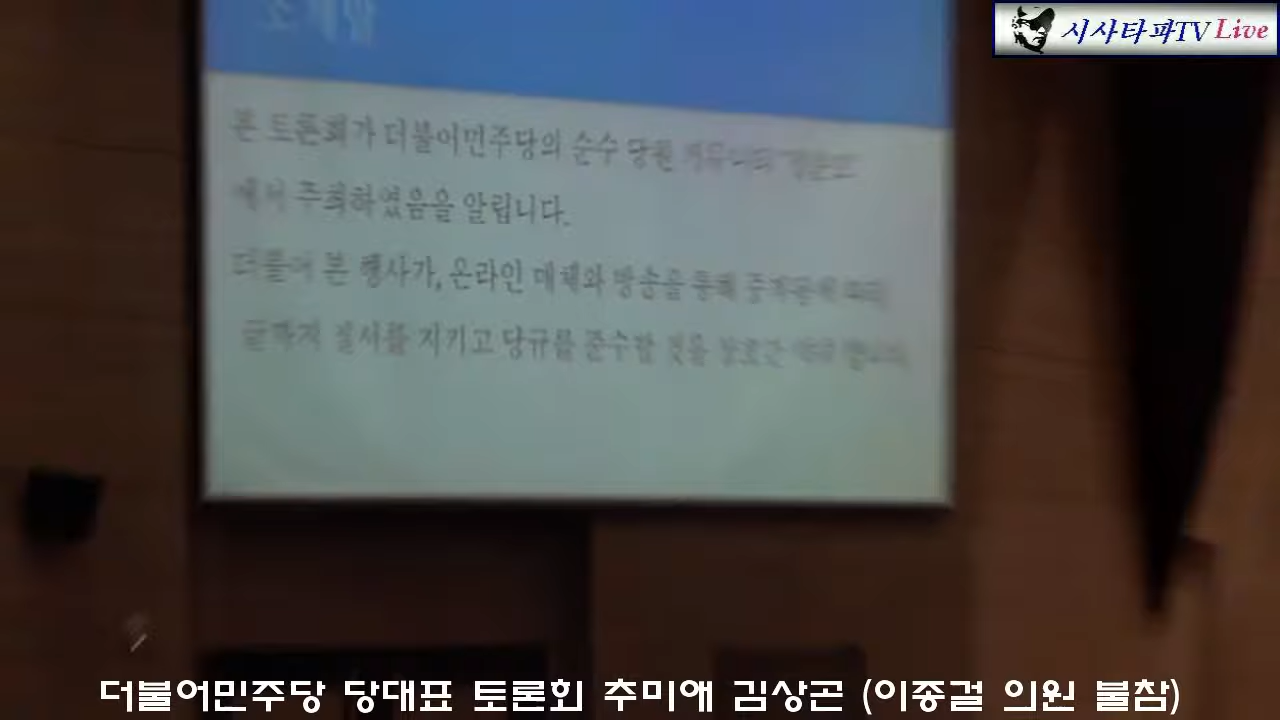 시사타파TV Live
본 토론회가 더불어민주당의 순수 당원
에서 주최하였음을 알립니다.
더불어 본 행사가, 온라인 매체와 방송을 통해
끝까지 질서를 지키고 당규를 준수할 것을
더불어민주당 당대표 토론회 추미애 김상곤 (이종걸 의원 불참)